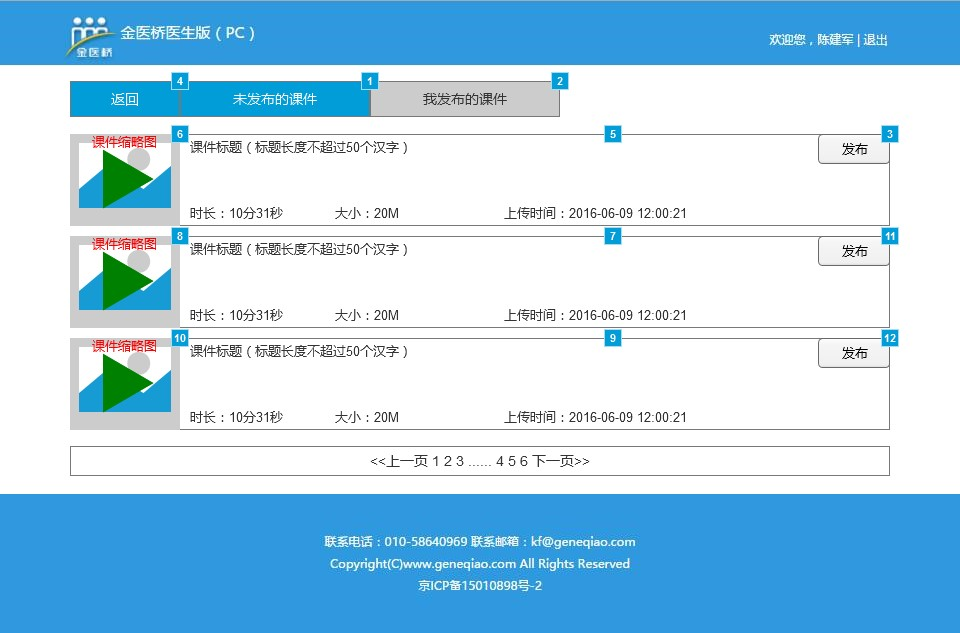 金医桥
金医桥医生版（PC）
欢迎您，陈建军 | 退出
返回 4
未发布的课件 1
我发布的课件 2
课件缩略图 6
课件标题（标题长度不超过50个汉字） 5
发布 3
时长：10分31秒 大小：20M 上传时间：2016-06-09 12:00:21
课件缩略图 8
课件标题（标题长度不超过50个汉字） 7
发布 11
时长：10分31秒 大小：20M 上传时间：2016-06-09 12:00:21
课件缩略图 10
课件标题（标题长度不超过50个汉字） 9
发布 12
时长：10分31秒 大小：20M 上传时间：2016-06-09 12:00:21
<<上一页 1 2 3 ...... 4 5 6 下一页>>
联系电话：010-58640969 联系邮箱：kf@geneqiao.com
Copyright(C)www.geneqiao.com All Rights Reserved
京ICP备15010898号-2